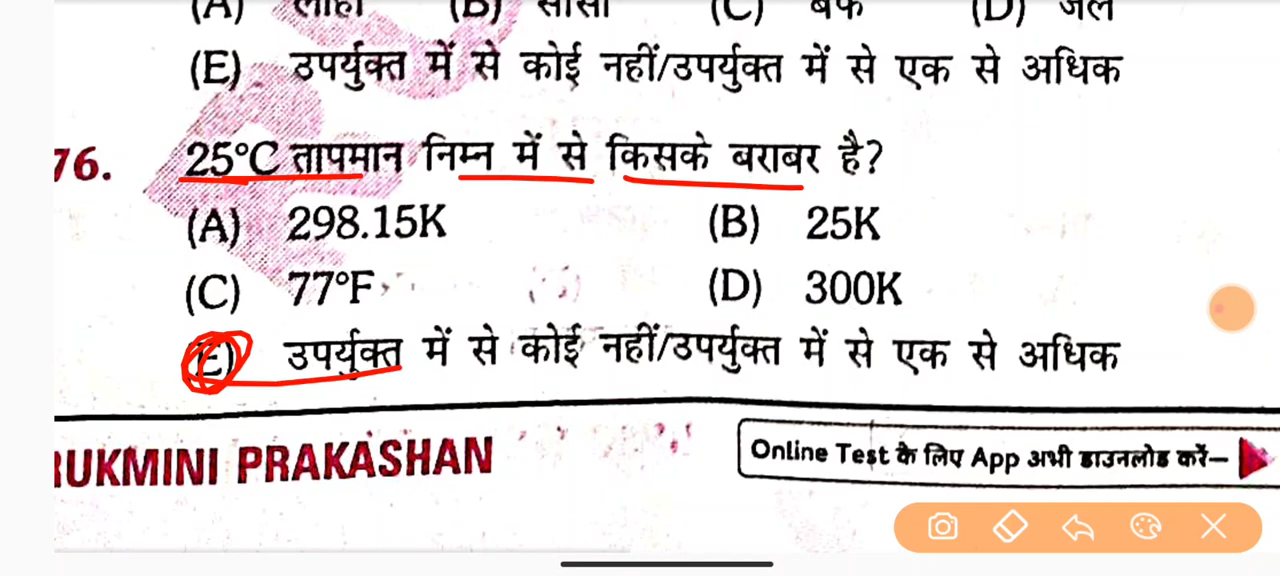 (A) लोहा (B) सीसा (C) बर्फ (D) जल
(E) उपर्युक्त में से कोई नहीं/उपर्युक्त में से एक से अधिक
76. 25°C तापमान निम्न में से किसके बराबर है?
(A) 298.15K (B) 25K
(C) 77°F (D) 300K
(E) उपर्युक्त में से कोई नहीं/उपर्युक्त में से एक से अधिक
RUKMINI PRAKASHAN
Online Test के लिए App अभी डाउनलोड करें–